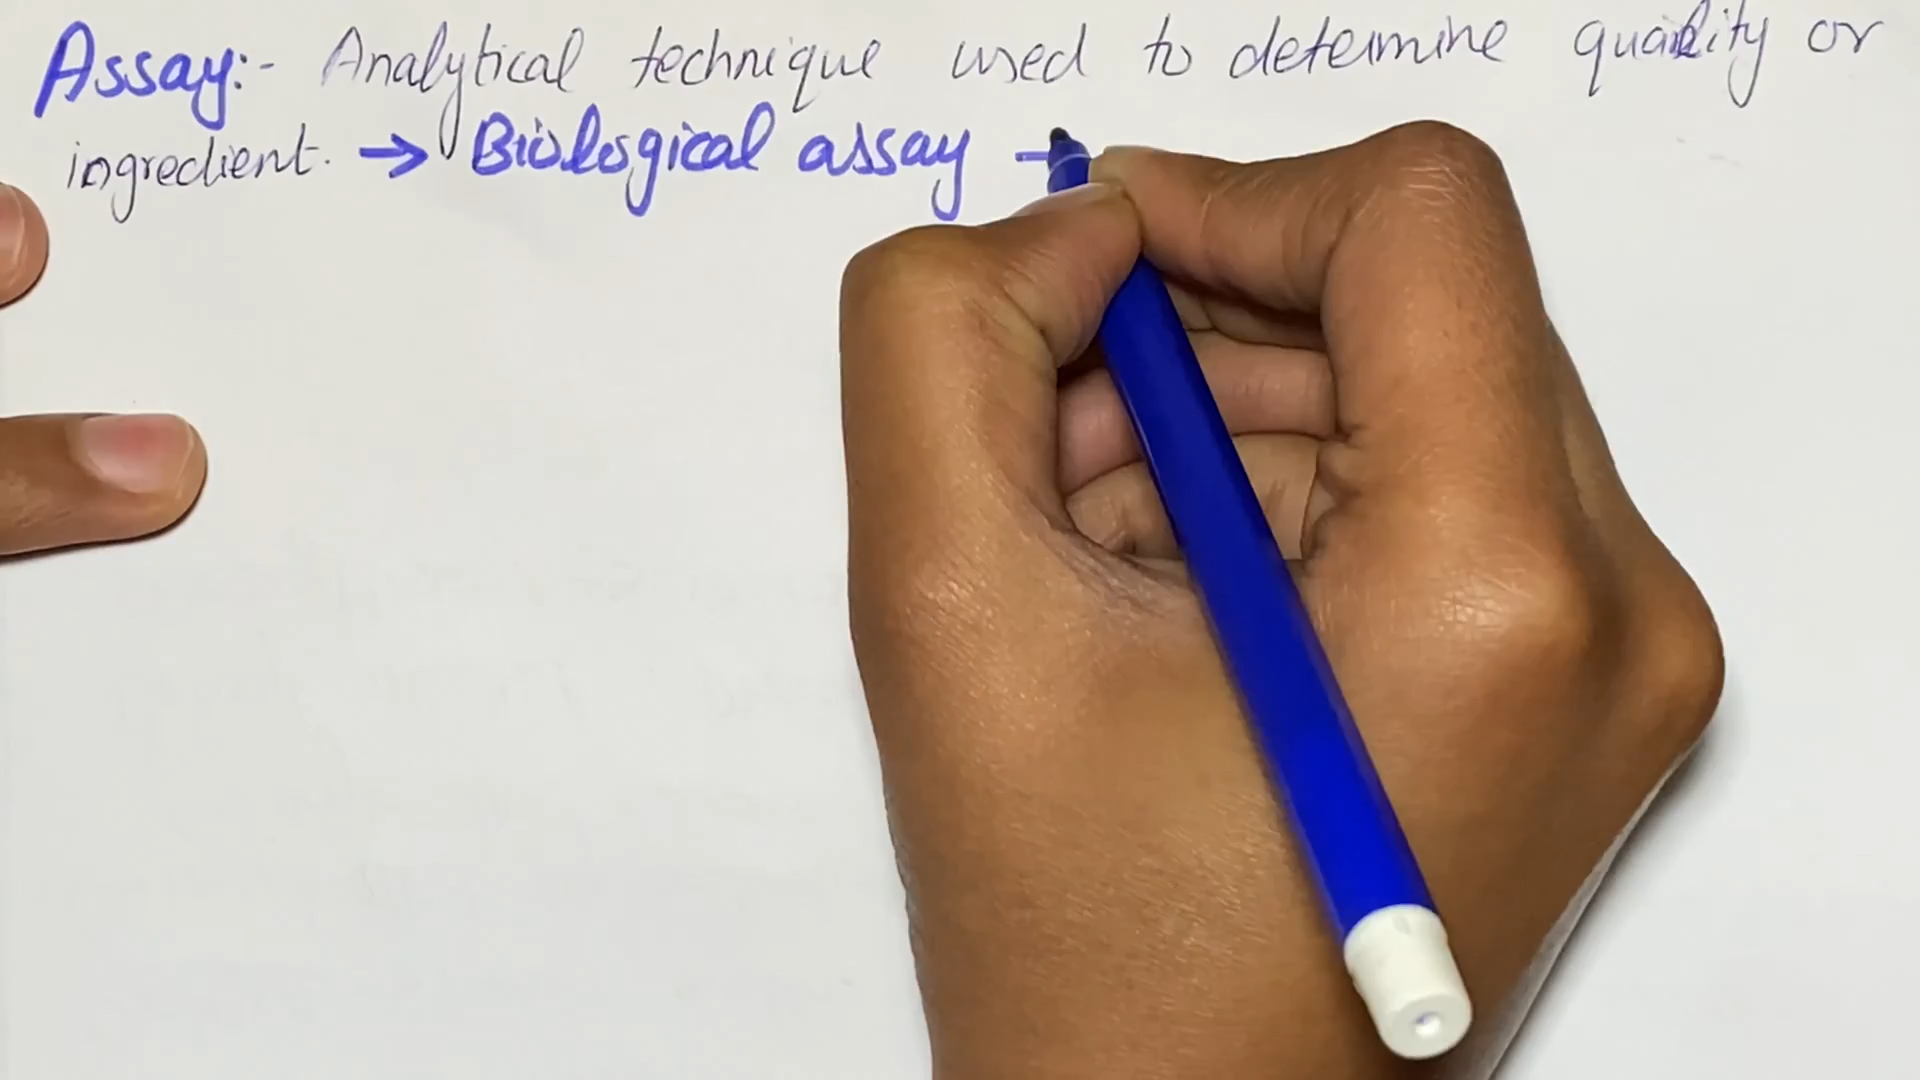 Assay:- Analytical technique used to determine quality or
ingredient. → Biological assay -